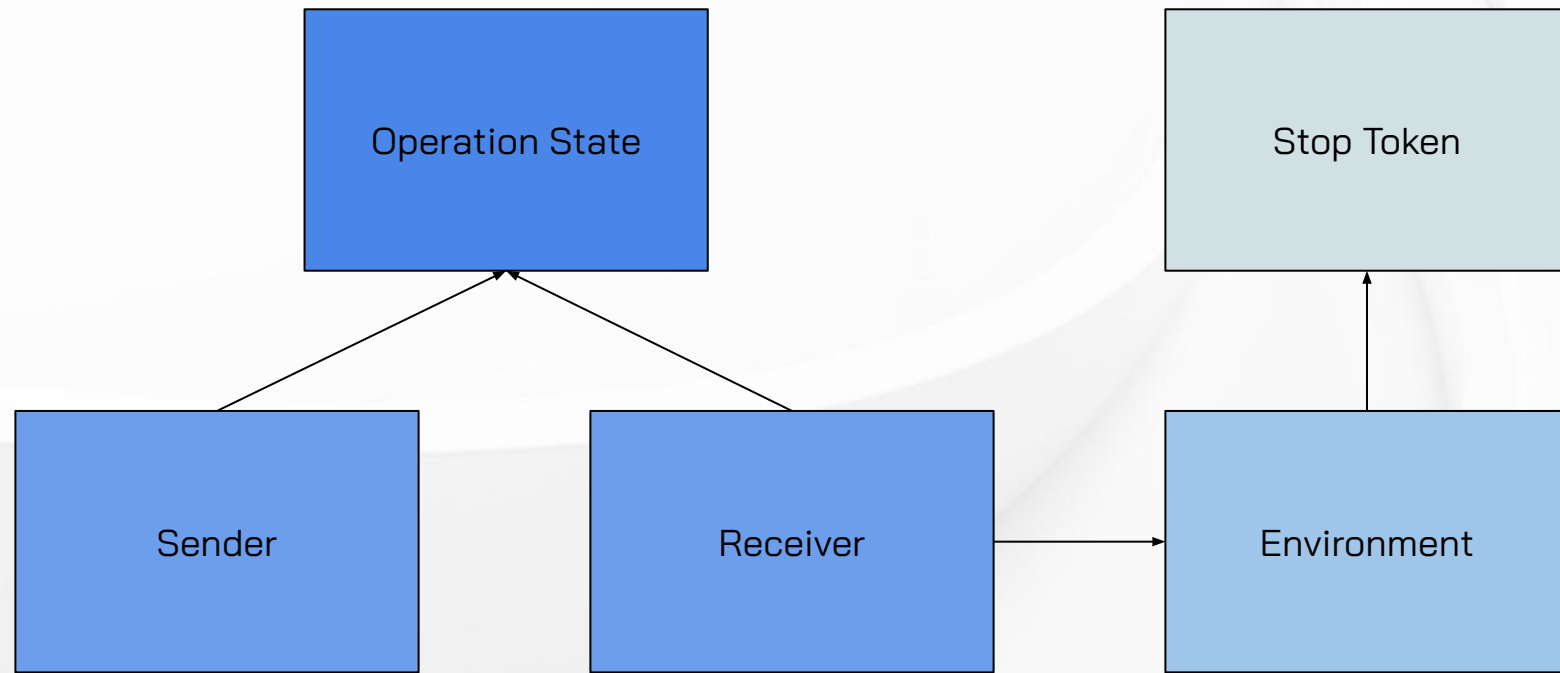 Operation State
Stop Token
Sender
Receiver
Environment